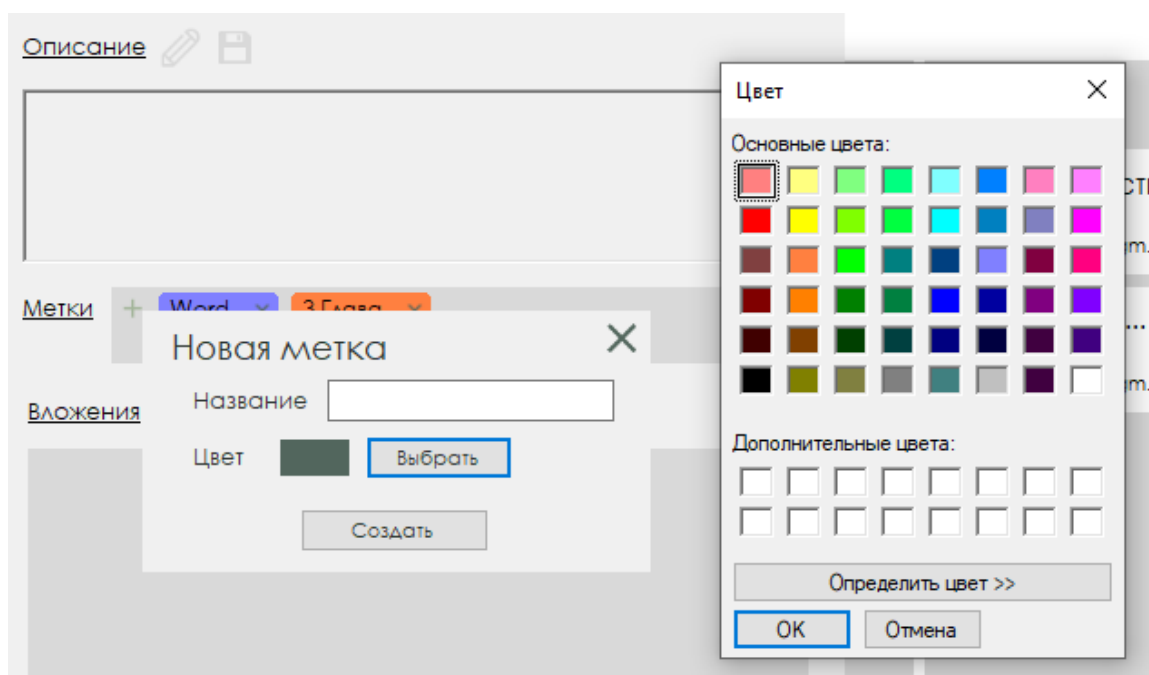 Описание
Цвет
Основные цвета:
Метки + Word 3 Глава
Новая метка
Название
Вложения
Цвет Выбрать
Создать
Дополнительные цвета:
Определить цвет >>
OK Отмена